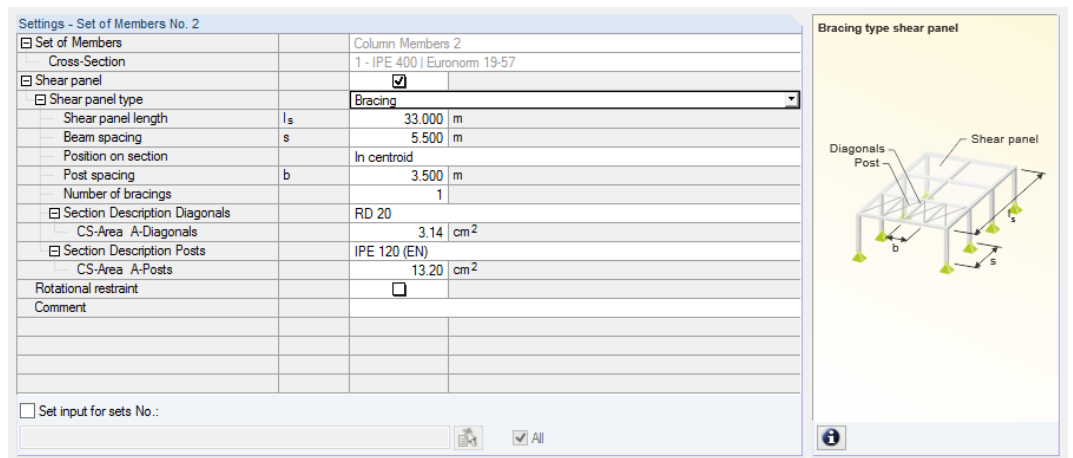 Settings - Set of Members No. 2
Set of Members Column Members 2
Cross-Section 1 - IPE 400 | Euronorm 19-57
Shear panel
Shear panel type Bracing
Shear panel length ls 33.000 m
Beam spacing s 5.500 m
Position on section In centroid
Post spacing b 3.500 m
Number of bracings 1
Section Description Diagonals RD 20
CS-Area A-Diagonals 3.14 cm2
Section Description Posts IPE 120 (EN)
CS-Area A-Posts 13.20 cm2
Rotational restraint
Comment
Set input for sets No.:
All
Bracing type shear panel
Shear panel
Diagonals
Post
ls
b
s